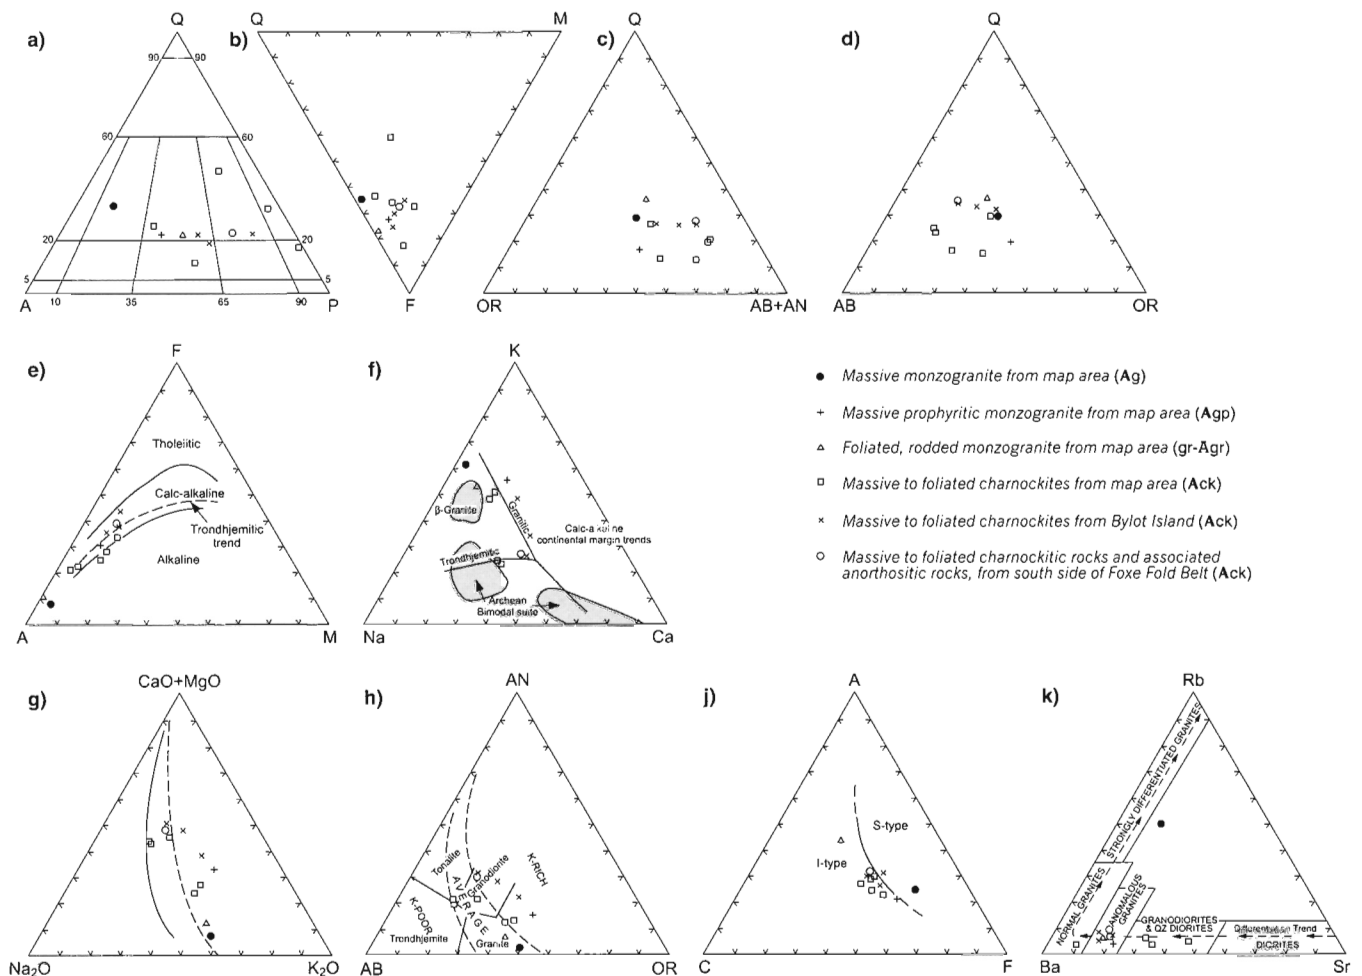 a)
Q
90
90
60
60
20
20
5
5
A
10
35
65
90
P
b)
Q
M
F
c)
Q
OR
AB+AN
d)
Q
AB
OR
e)
F
Tholeiitic
Calc-alkaline
Trondhjemitic
trend
Alkaline
A
M
f)
K
β-Granite
Granitic
Calc-alkaline
continental margin trends
Trondhjemitic
Archean
Bimodal suite
Na
Ca
● Massive monzogranite from map area (Ag)
+ Massive prophyritic monzogranite from map area (Agp)
△ Foliated, rodded monzogranite from map area (gr-Agr)
□ Massive to foliated charnockites from map area (Ack)
× Massive to foliated charnockites from Bylot Island (Ack)
○ Massive to foliated charnockitic rocks and associated
anorthositic rocks, from south side of Foxe Fold Belt (Ack)
g)
CaO+MgO
Na₂O
K₂O
h)
AN
Tonalite
Granodiorite
K-RICH
AVERAGE
K-POOR
Trondhjemite
Granite
AB
OR
j)
A
S-type
I-type
C
F
k)
Rb
STRONGLY DIFFERENTIATED GRANITES
NORMAL GRANITES
ANOMALOUS
GRANITES
GRANODIORITES
& QZ DIORITES
Differentiation Trend
DIORITES
Ba
Sr